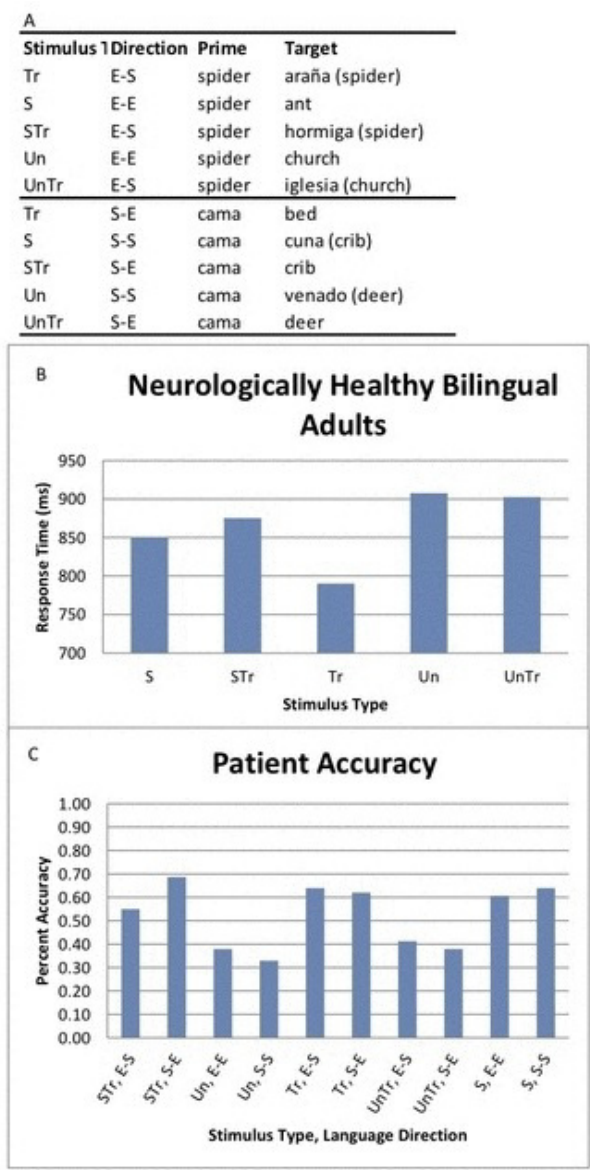 A
Stimulus T Direction Prime Target
Tr E-S spider araña (spider)
S E-E spider ant
STr E-S spider hormiga (spider)
Un E-E spider church
UnTr E-S spider iglesia (church)
Tr S-E cama bed
S S-S cama cuna (crib)
STr S-E cama crib
Un S-S cama venado (deer)
UnTr S-E cama deer
B
Neurologically Healthy Bilingual
Adults
Response Time (ms)
950
900
850
800
750
700
S STr Tr Un UnTr
Stimulus Type
C
Patient Accuracy
Percent Accuracy
1.00
0.90
0.80
0.70
0.60
0.50
0.40
0.30
0.20
0.10
0.00
STr, E-S STr, S-E Un, E-E Un, S-S Tr, E-S Tr, S-E UnTr, E-S UnTr, S-E S, E-E S, S-S
Stimulus Type, Language Direction